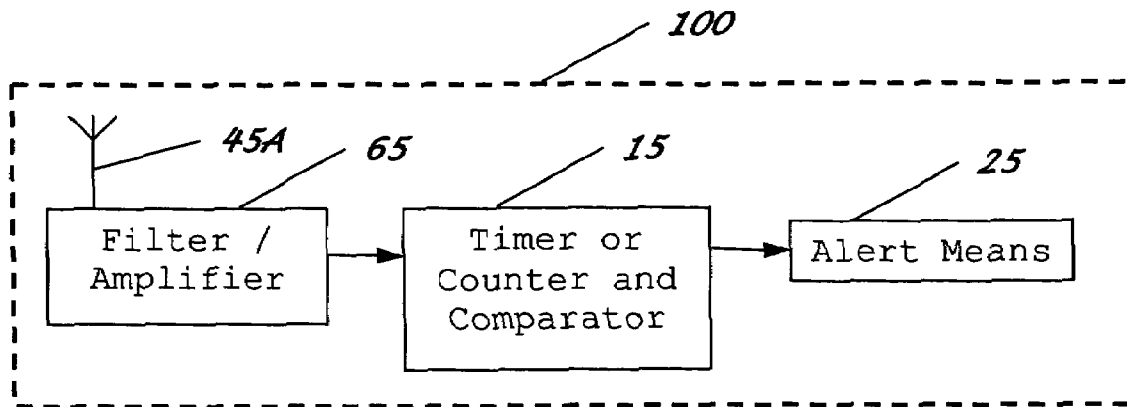 100
45A
65
15
25
Filter /
Amplifier
Timer or
Counter and
Comparator
Alert Means